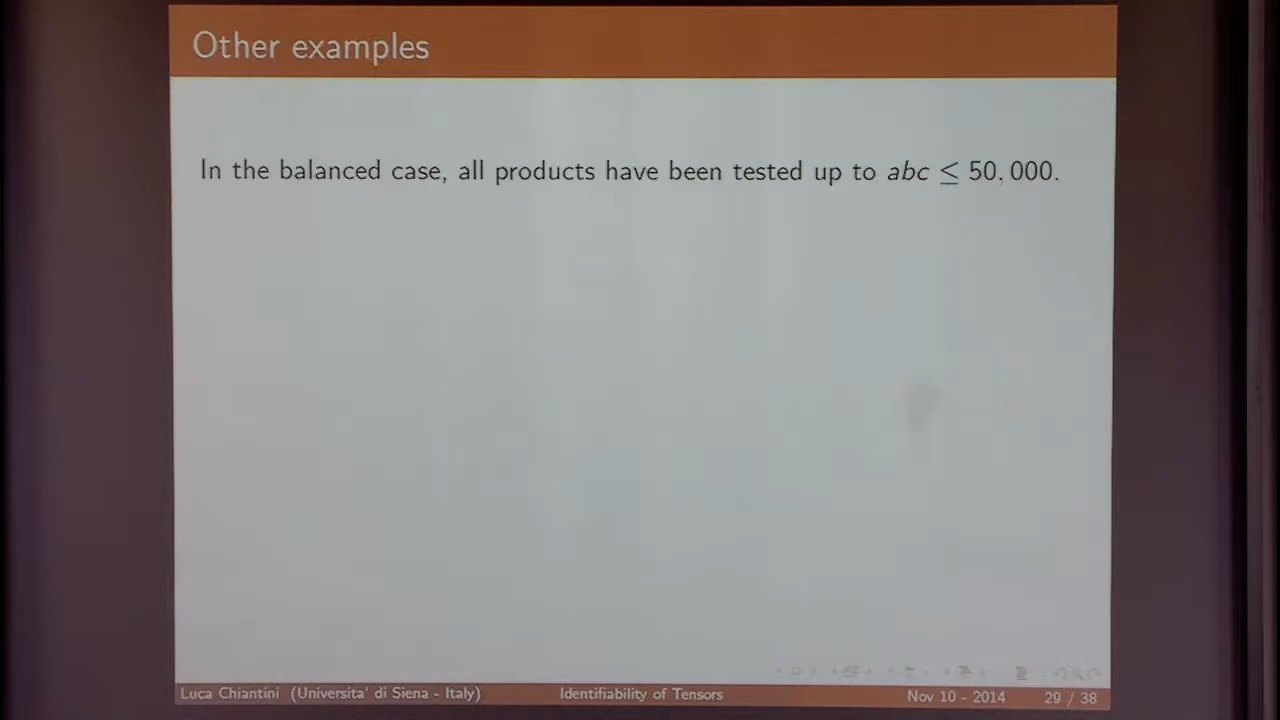 Other examples
In the balanced case, all products have been tested up to abc ≤ 50,000.
Luca Chiantini (Universita' di Siena - Italy) Identifiability of Tensors Nov 10 - 2014 29 / 38